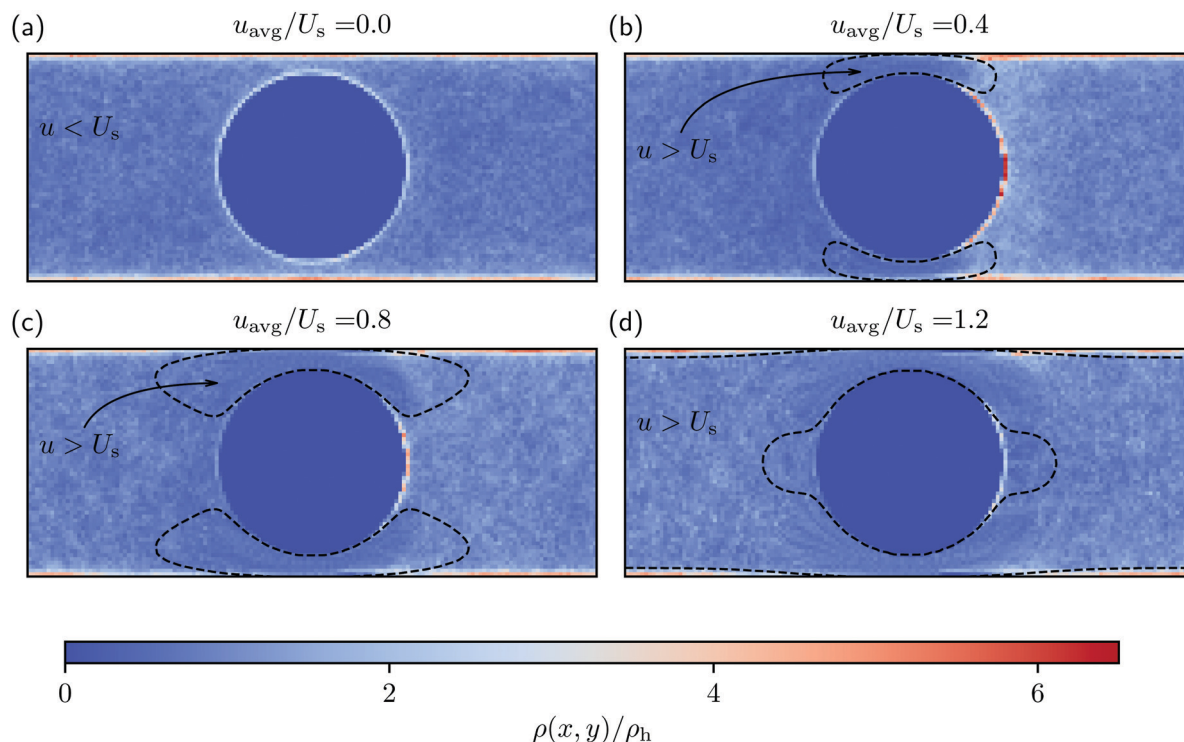 (a) u_avg/U_s =0.0
(b) u_avg/U_s =0.4
u < U_s
u > U_s
(c) u_avg/U_s =0.8
(d) u_avg/U_s =1.2
u > U_s
u > U_s
0 2 4 6
ρ(x, y)/ρ_h